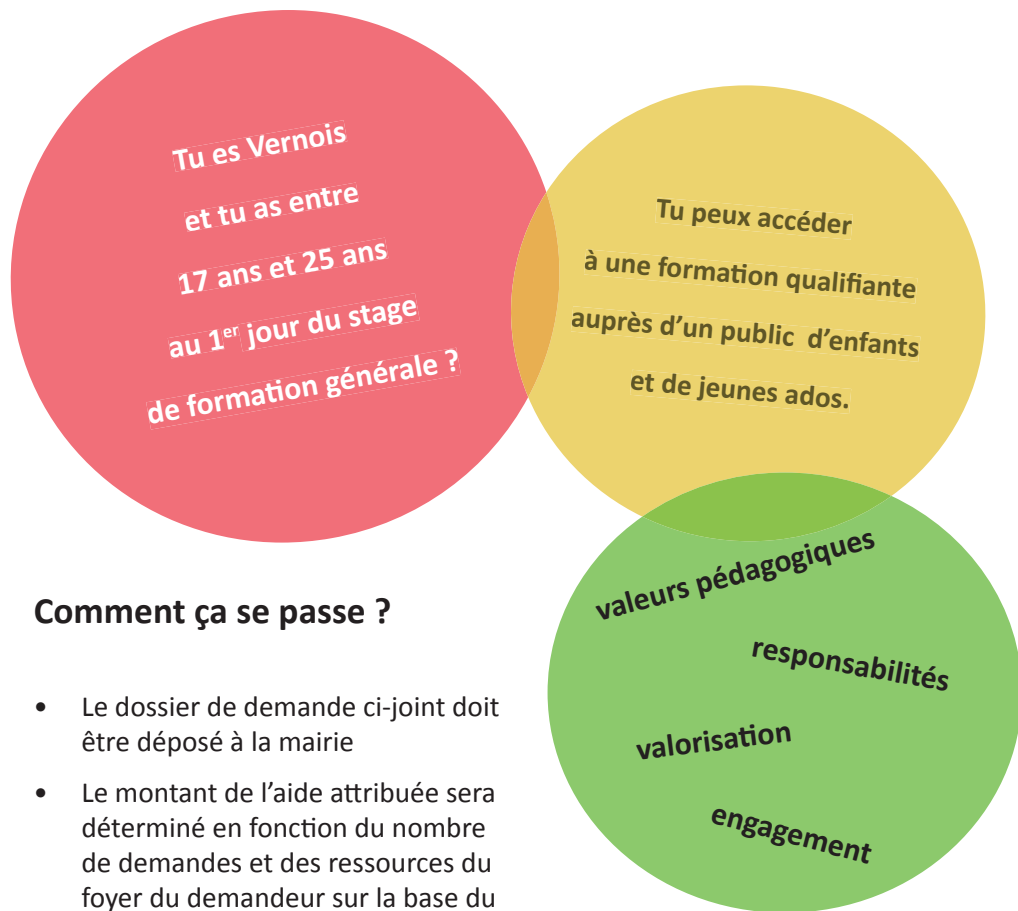 Tu es Vernois
et tu as entre
17 ans et 25 ans
au 1er jour du stage
de formation générale ?
Tu peux accéder
à une formation qualifiante
auprès d’un public d’enfants
et de jeunes ados.
valeurs pédagogiques
responsabilités
valorisation
engagement
Comment ça se passe ?
• Le dossier de demande ci-joint doit
être déposé à la mairie
• Le montant de l’aide attribuée sera
déterminé en fonction du nombre
de demandes et des ressources du
foyer du demandeur sur la base du